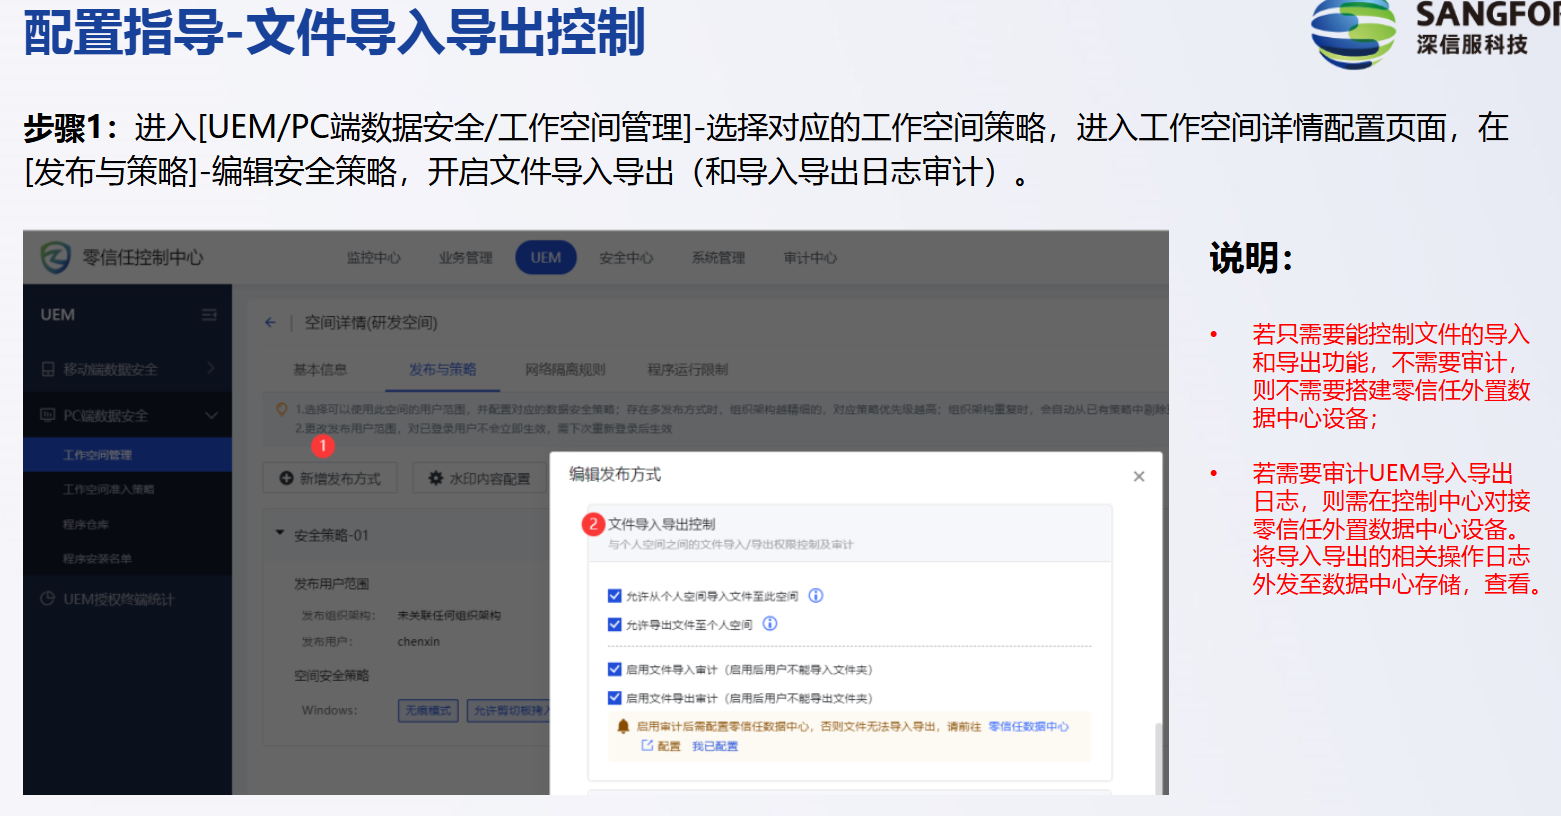 配置指导-文件导入导出控制
SANGFOR
深信服科技
步骤1：进入[UEM/PC端数据安全/工作空间管理]-选择对应的工作空间策略，进入工作空间详情配置页面，在
[发布与策略]-编辑安全策略，开启文件导入导出（和导入导出日志审计）。
零信任控制中心
监控中心 业务管理 UEM 安全中心 系统管理 审计中心
UEM
移动端数据安全
PC端数据安全
工作空间管理
工作空间准入策略
程序仓库
程序安装名单
UEM授权终端统计
空间详情(研发空间)
基本信息 发布与策略 网络隔离规则 程序运行限制
1.选择可以使用此空间的用户范围，并配置对应的数据安全策略；存在多发布方式时，组织架构越精细的，对应策略优先级越高；组织架构重复时，会自动从已有策略中剔除
2.更改发布用户范围，对已登录用户不会立即生效，需下次重新登录后生效
1
新增发布方式 水印内容配置
安全策略-01
发布用户范围
发布组织架构： 未关联任何组织架构
发布用户： chenxin
空间安全策略
Windows： 无痕模式 允许剪切板拷入
编辑发布方式
2 文件导入导出控制
与个人空间之间的文件导入/导出权限控制及审计
允许从个人空间导入文件至此空间
允许导出文件至个人空间
启用文件导入审计（启用后用户不能导入文件夹）
启用文件导出审计（启用后用户不能导出文件夹）
启用审计后需配置零信任数据中心，否则文件无法导入导出，请前往 零信任数据中心
配置 我已配置
说明：
• 若只需要能控制文件的导入
和导出功能，不需要审计，
则不需要搭建零信任外置数
据中心设备；
• 若需要审计UEM导入导出
日志，则需在控制中心对接
零信任外置数据中心设备。
将导入导出的相关操作日志
外发至数据中心存储，查看。